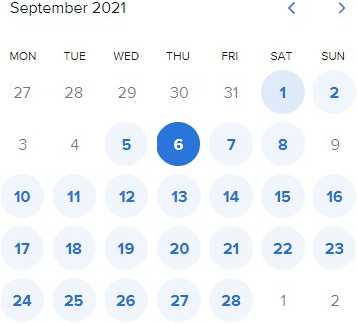 September 2021
MON TUE WED THU FRI SAT SUN
27 28 29 30 31 1 2
3 4 5 6 7 8 9
10 11 12 13 14 15 16
17 18 19 20 21 22 23
24 25 26 27 28 1 2